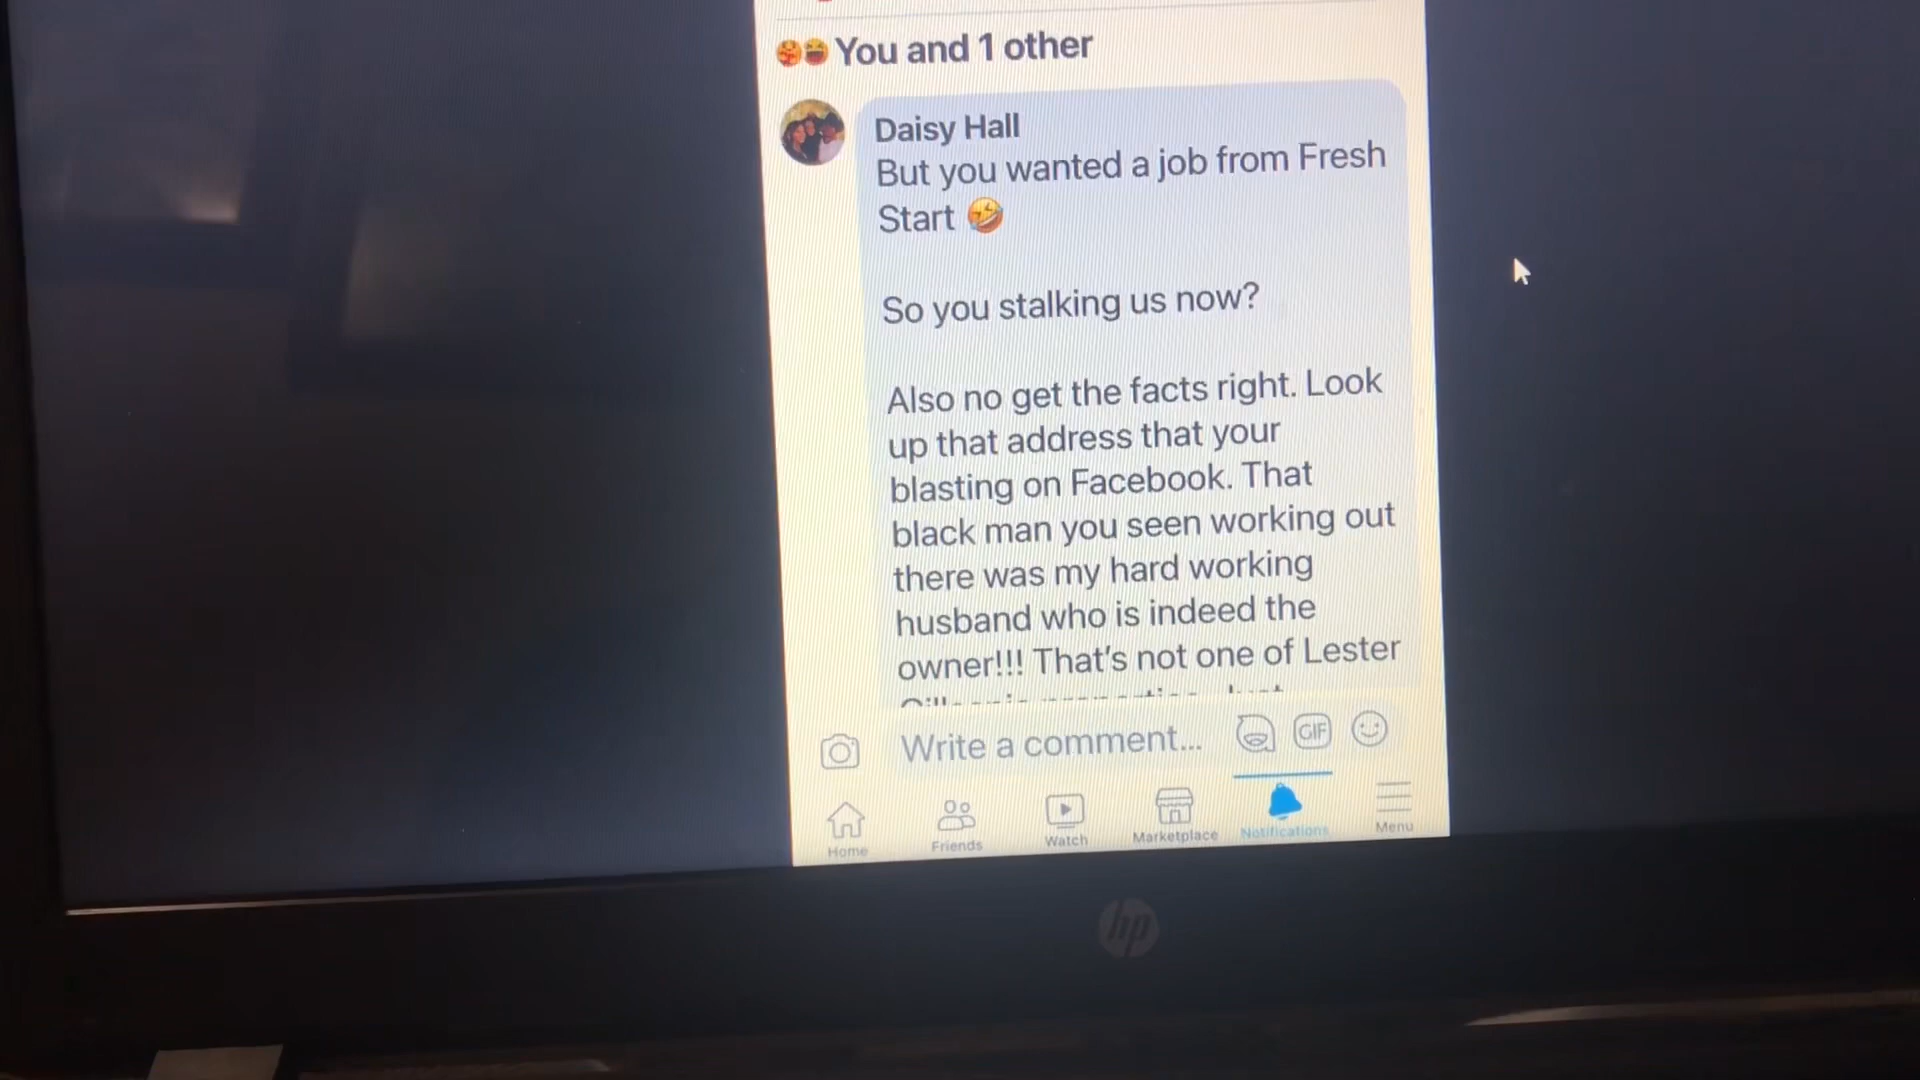 You and 1 other
Daisy Hall
But you wanted a job from Fresh
Start 🤣
So you stalking us now?
Also no get the facts right. Look
up that address that your
blasting on Facebook. That
black man you seen working out
there was my hard working
husband who is indeed the
owner!!! That's not one of Lester
Write a comment...
GIF
Home
Friends
Watch
Marketplace
Notifications
Menu
hp